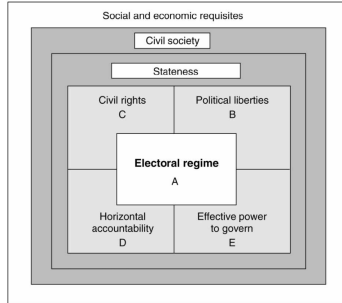 Social and economic requisites
Civil society
Stateness
Civil rights
C
Political liberties
B
Electoral regime
A
Horizontal
accountability
D
Effective power
to govern
E